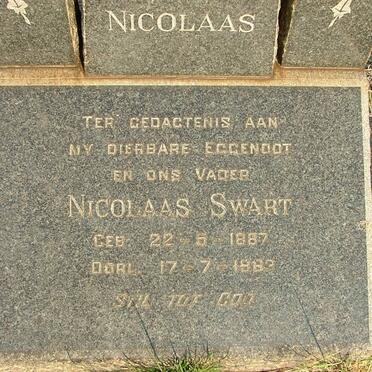 NICOLAAS
TER GEDAGTENIS AAN
MY DIERBARE EGGENOOT
EN ONS VADER
NICOLAAS SWART
GEB. 22-5-1887
OORL. 17-7-1963
STIL TOT GOD